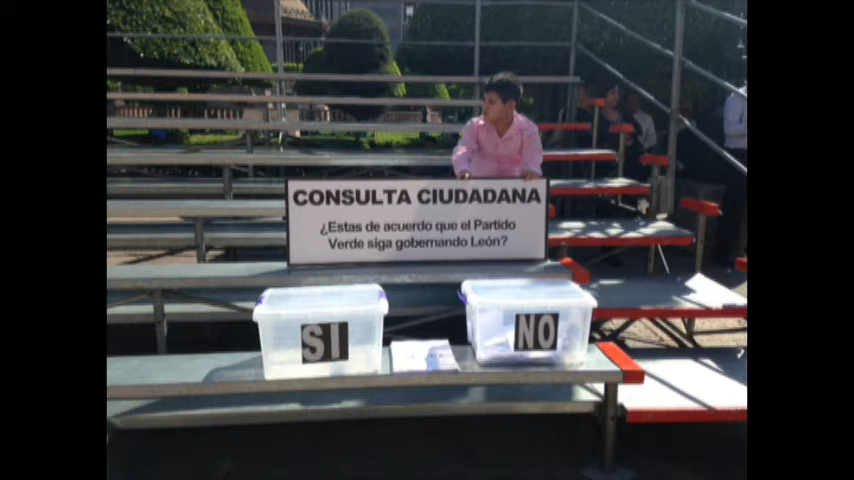 CONSULTA CIUDADANA
¿Estas de acuerdo que el Partido
Verde siga gobernando León?
SI
NO